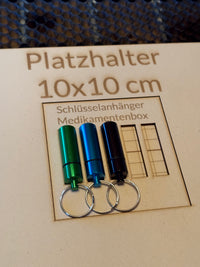 Platzhalter
10x10 cm
Schlüsselanhänger
Medikamentenbox